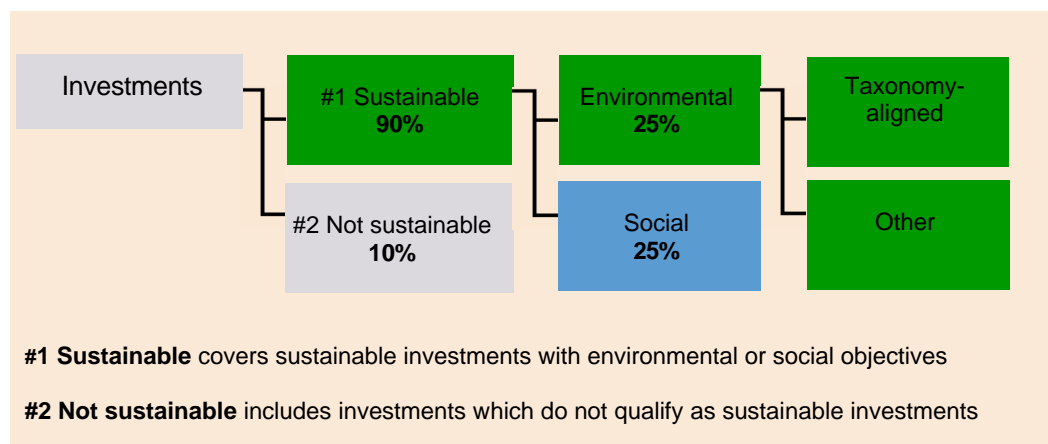 Investments
#1 Sustainable
90%
Environmental
25%
Taxonomy-
aligned
#2 Not sustainable
10%
Social
25%
Other
#1 Sustainable covers sustainable investments with environmental or social objectives
#2 Not sustainable includes investments which do not qualify as sustainable investments